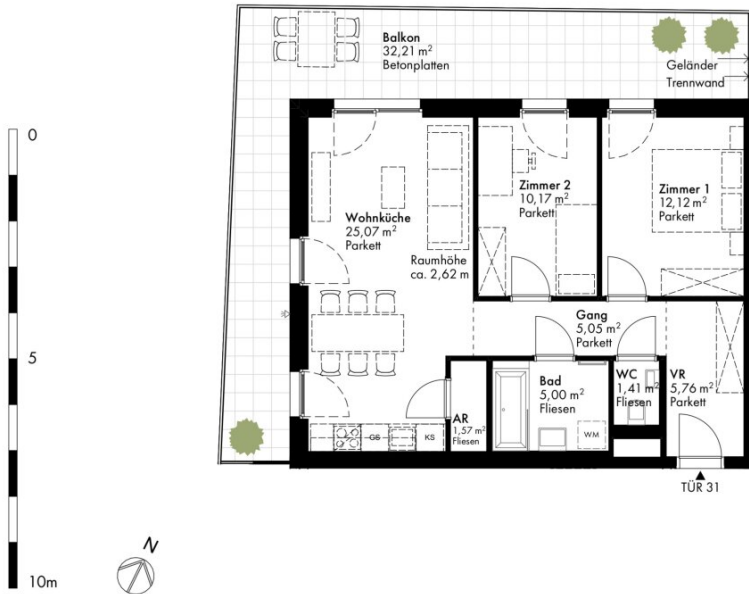 Balkon
32,21 m²
Betonplatten
Geländer
Trennwand
0
5
10m
Wohnküche
25,07 m²
Parkett
Raumhöhe
ca. 2,62 m
Zimmer 2
10,17 m²
Parkett
Zimmer 1
12,12 m²
Parkett
Gang
5,05 m²
Parkett
AR
1,57 m²
Fliesen
Bad
5,00 m²
Fliesen
WC
1,41 m²
Fliesen
VR
5,76 m²
Parkett
GS
KS
WM
TÜR 31
N